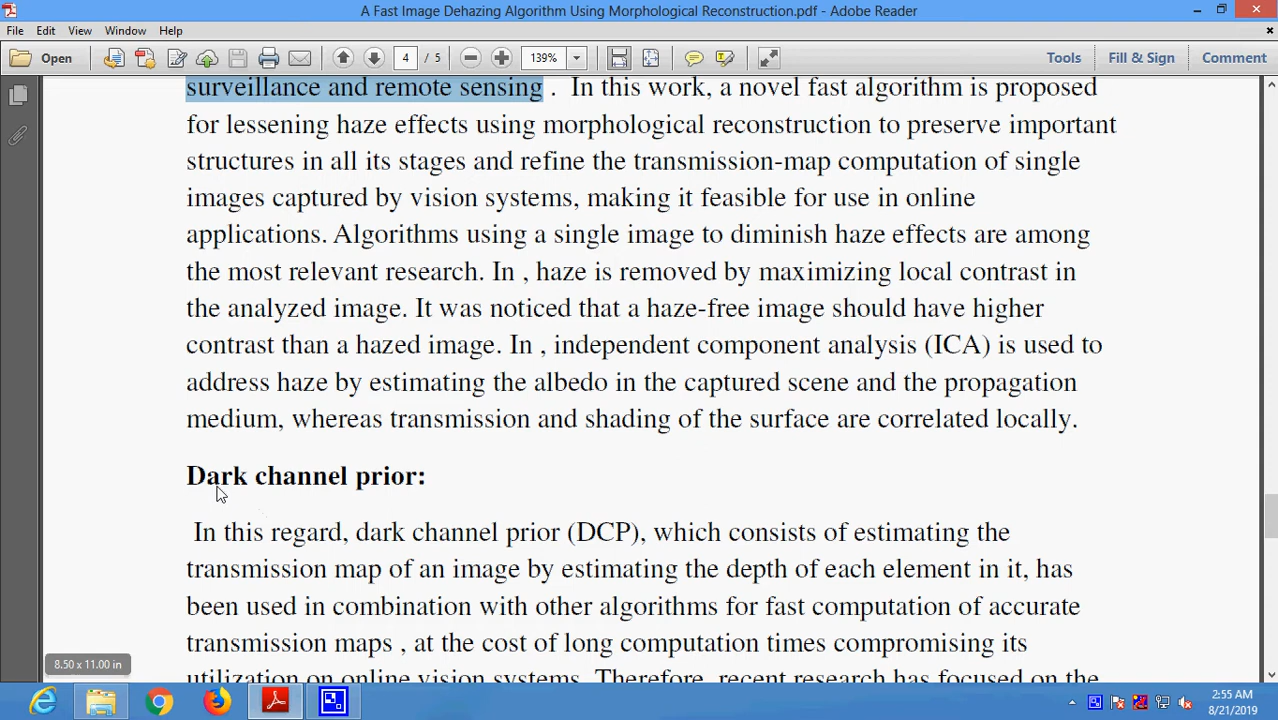 A Fast Image Dehazing Algorithm Using Morphological Reconstruction.pdf - Adobe Reader
File Edit View Window Help
Open 4 / 5 139% Tools Fill & Sign Comment
surveillance and remote sensing . In this work, a novel fast algorithm is proposed
for lessening haze effects using morphological reconstruction to preserve important
structures in all its stages and refine the transmission-map computation of single
images captured by vision systems, making it feasible for use in online
applications. Algorithms using a single image to diminish haze effects are among
the most relevant research. In , haze is removed by maximizing local contrast in
the analyzed image. It was noticed that a haze-free image should have higher
contrast than a hazed image. In , independent component analysis (ICA) is used to
address haze by estimating the albedo in the captured scene and the propagation
medium, whereas transmission and shading of the surface are correlated locally.
Dark channel prior:
In this regard, dark channel prior (DCP), which consists of estimating the
transmission map of an image by estimating the depth of each element in it, has
been used in combination with other algorithms for fast computation of accurate
transmission maps , at the cost of long computation times compromising its
utilization on online vision systems. Therefore, recent research has focused on the
8.50 x 11.00 in
2:55 AM
8/21/2019